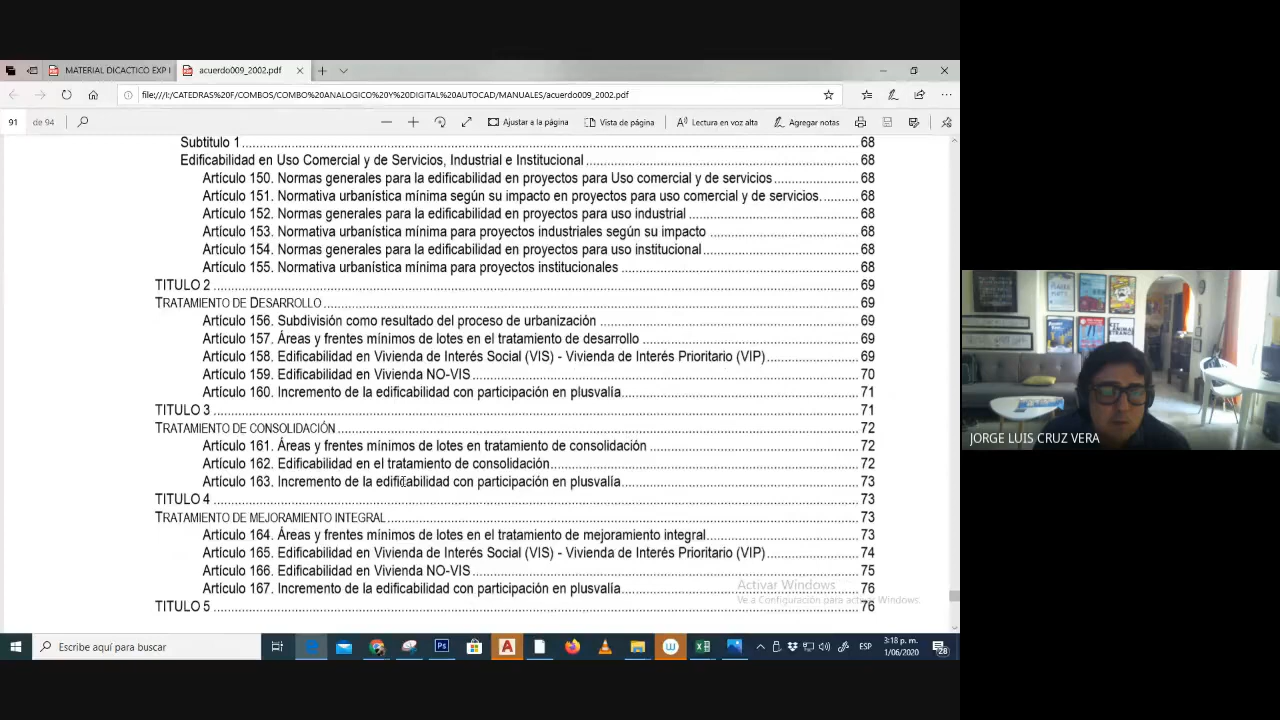 MATERIAL DICACTICO EXP I
acuerdo009_2002.pdf
file:///I:/CATEDRAS%20F/COMBOS/COMBO%20ANALOGICO%20Y%20DIGITAL%20AUTOCAD/MANUALES/acuerdo009_2002.pdf
91 de 94
Ajustar a la página
Vista de página
Lectura en voz alta
Agregar notas
Subtitulo 1 68
Edificabilidad en Uso Comercial y de Servicios, Industrial e Institucional 68
Artículo 150. Normas generales para la edificabilidad en proyectos para Uso comercial y de servicios 68
Artículo 151. Normativa urbanística mínima según su impacto en proyectos para uso comercial y de servicios. 68
Artículo 152. Normas generales para la edificabilidad en proyectos para uso industrial 68
Artículo 153. Normativa urbanística mínima para proyectos industriales según su impacto 68
Artículo 154. Normas generales para la edificabilidad en proyectos para uso institucional 68
Artículo 155. Normativa urbanística mínima para proyectos institucionales 68
TITULO 2 69
TRATAMIENTO DE DESARROLLO 69
Artículo 156. Subdivisión como resultado del proceso de urbanización 69
Artículo 157. Áreas y frentes mínimos de lotes en el tratamiento de desarrollo 69
Artículo 158. Edificabilidad en Vivienda de Interés Social (VIS) - Vivienda de Interés Prioritario (VIP) 69
Artículo 159. Edificabilidad en Vivienda NO-VIS 70
Artículo 160. Incremento de la edificabilidad con participación en plusvalía 71
TITULO 3 71
TRATAMIENTO DE CONSOLIDACIÓN 72
Artículo 161. Áreas y frentes mínimos de lotes en tratamiento de consolidación 72
Artículo 162. Edificabilidad en el tratamiento de consolidación 72
Artículo 163. Incremento de la edificabilidad con participación en plusvalía 73
TITULO 4 73
TRATAMIENTO DE MEJORAMIENTO INTEGRAL 73
Artículo 164. Áreas y frentes mínimos de lotes en el tratamiento de mejoramiento integral 73
Artículo 165. Edificabilidad en Vivienda de Interés Social (VIS) - Vivienda de Interés Prioritario (VIP) 74
Artículo 166. Edificabilidad en Vivienda NO-VIS 75
Artículo 167. Incremento de la edificabilidad con participación en plusvalía 76
TITULO 5 76
Activar Windows
Ve a Configuración para activar Windows.
JORGE LUIS CRUZ VERA
Escribe aquí para buscar
ESP
3:18 p. m.
1/06/2020
28